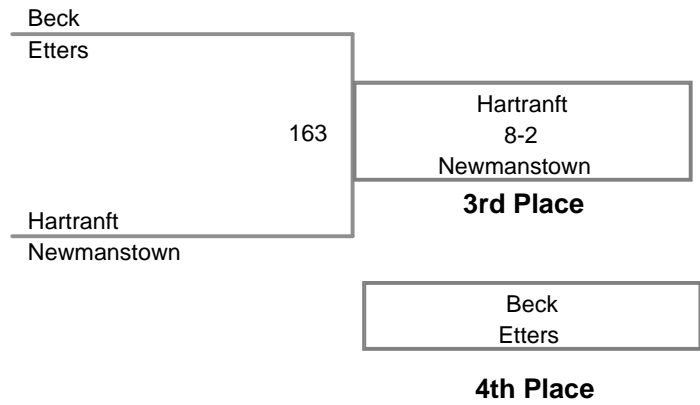 Beck
Etters
163
Hartranft
8-2
Newmanstown
3rd Place
Hartranft
Newmanstown
Beck
Etters
4th Place